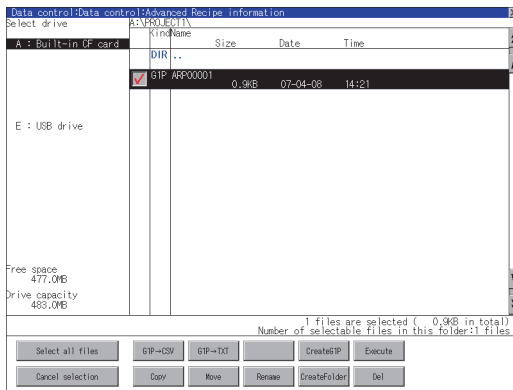 Data control:Data control:Advanced Recipe information
Select drive
A:\PROJECT1\
Kind Name
Size Date Time
A : Built-in CF card
DIR ..
G1P ARP00001
0.9KB 07-04-08 14:21
E : USB drive
Free space
477.0MB
Drive capacity
483.0MB
1 files are selected ( 0.9KB in total)
Number of selectable files in this folder:1 files
Select all files G1P→CSV G1P→TXT CreateG1P Execute
Cancel selection Copy Move Rename CreateFolder Del